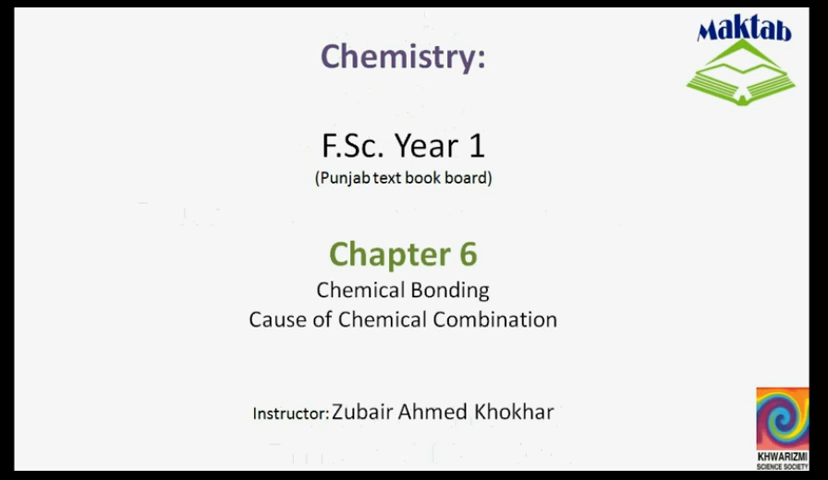 Maktab
Chemistry:
F.Sc. Year 1
(Punjab text book board)
Chapter 6
Chemical Bonding
Cause of Chemical Combination
Instructor: Zubair Ahmed Khokhar
KHWARIZMI
SCIENCE SOCIETY